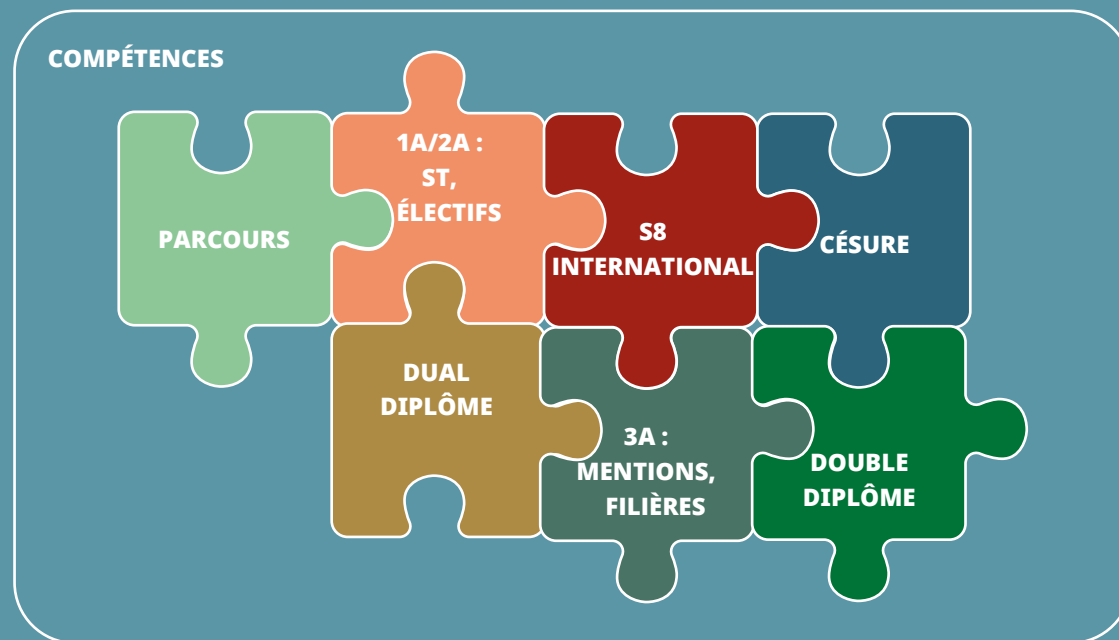 COMPÉTENCES
PARCOURS
1A/2A :
ST,
ÉLECTIFS
S8
INTERNATIONAL
CÉSURE
DUAL
DIPLÔME
3A :
MENTIONS,
FILIÈRES
DOUBLE
DIPLÔME